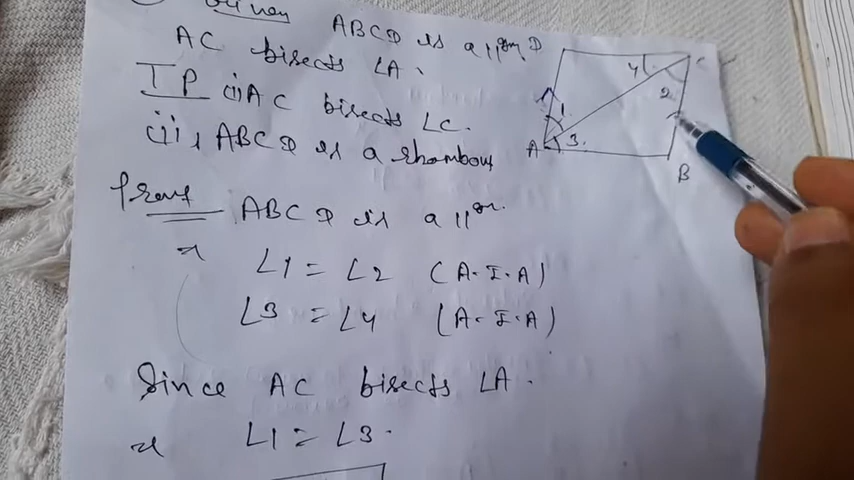 Given ABCD is a ||gm
AC bisects ∠A.
T P (i) AC bisects ∠C.
(ii) ABCD is a rhombus
Proof ABCD is a ||gm.
∠1 = ∠2 (A.I.A)
∠3 = ∠4 (A.I.A)
Since AC bisects ∠A.
∠1 = ∠3.
D
C
4
2
1
3.
A
B